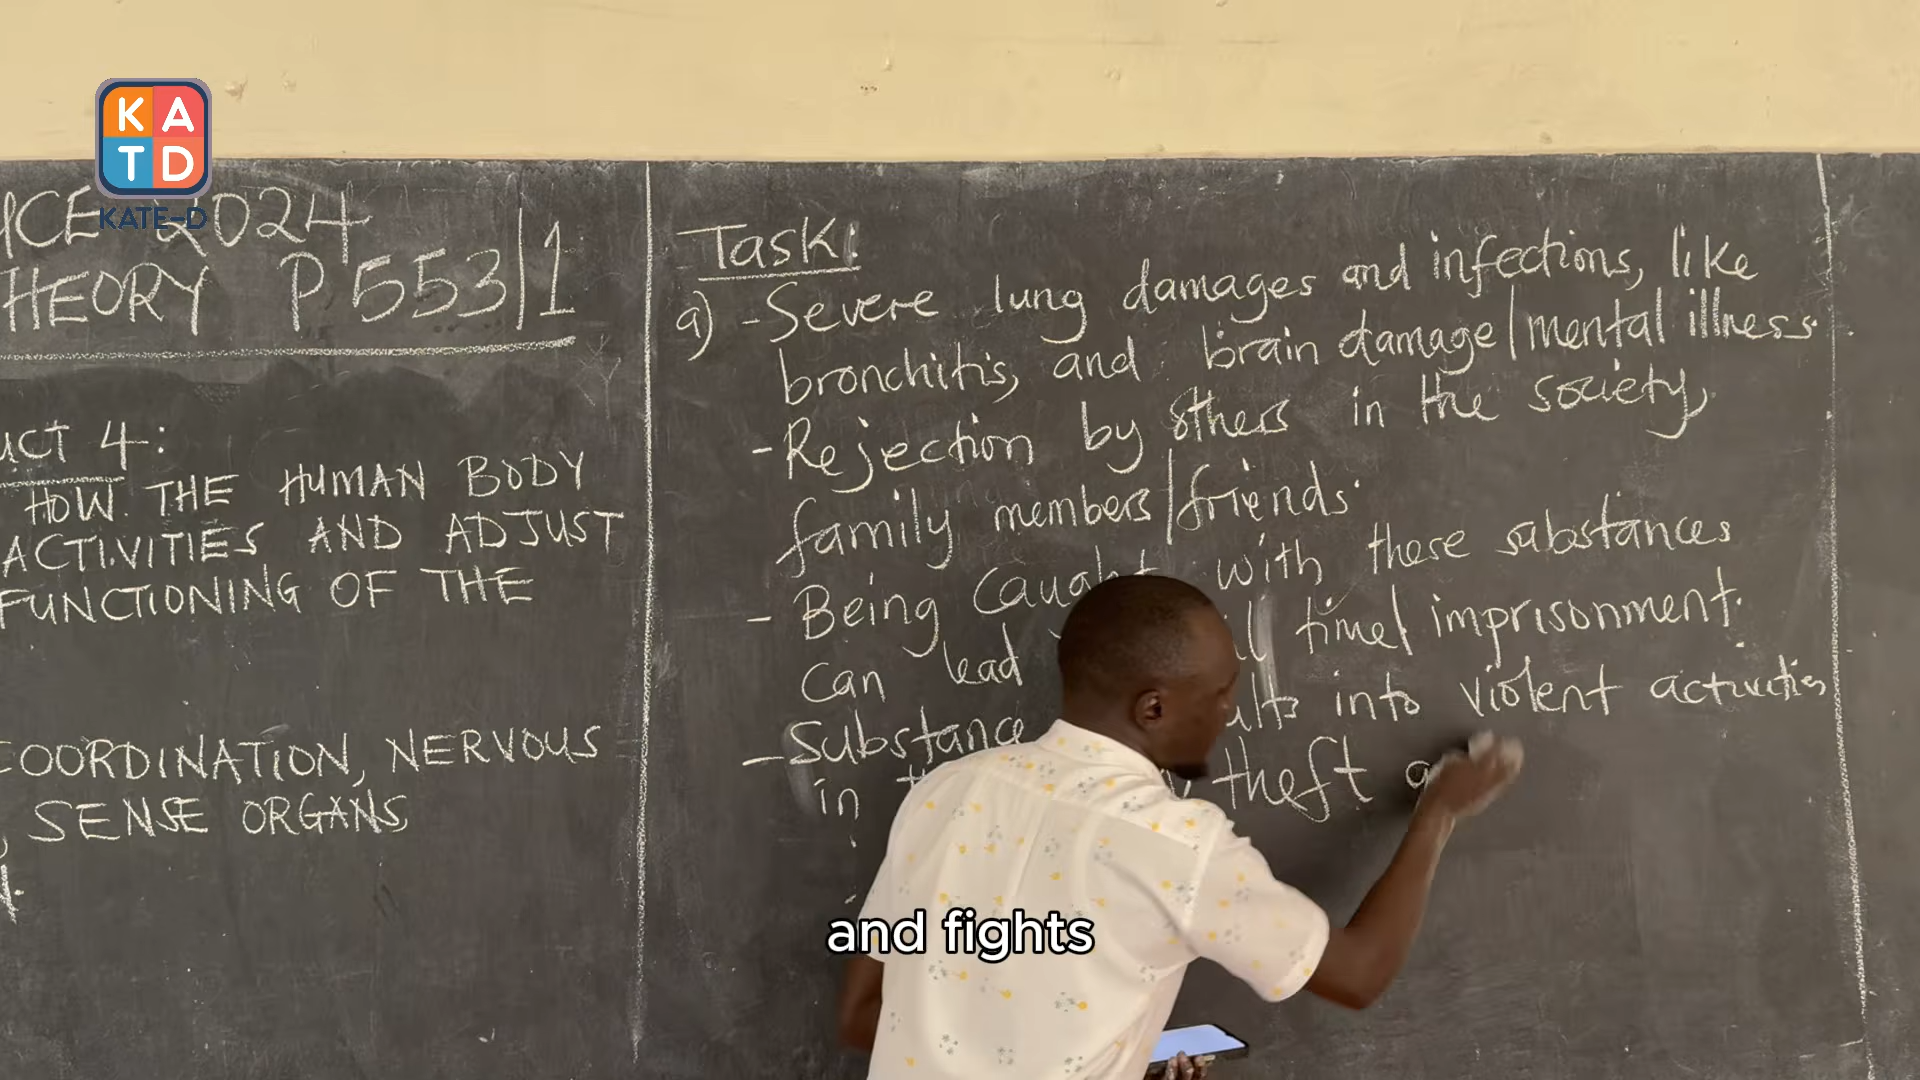 KATD
KATE-D
UCE 2024
THEORY P553/1
UCT 4:
HOW THE HUMAN BODY
ACTIVITIES AND ADJUST
FUNCTIONING OF THE
COORDINATION, NERVOUS
SENSE ORGANS,
Task:
a) - Severe lung damages and infections, like
bronchitis, and brain damage/mental illness.
- Rejection by others in the society,
family members/friends.
- Being Caught with these substances
Can lead time/ imprisonment.
- Substance into violent activities
in theft
and fights